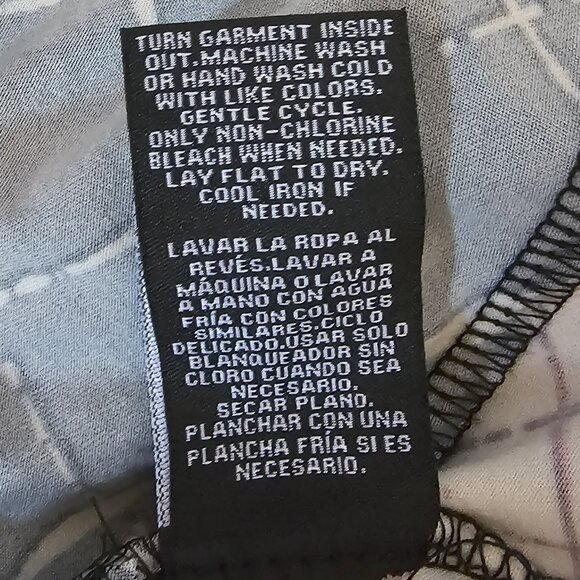 TURN GARMENT INSIDE
OUT.MACHINE WASH
OR HAND WASH COLD
WITH LIKE COLORS.
GENTLE CYCLE.
ONLY NON-CHLORINE
BLEACH WHEN NEEDED.
LAY FLAT TO DRY.
COOL IRON IF
NEEDED.
LAVAR LA ROPA AL
REVÉS.LAVAR A
MÁQUINA O LAVAR
A MANO CON AGUA
FRÍA CON COLORES
SIMILARES.CICLO
DELICADO.USAR SOLO
BLANQUEADOR SIN
CLORO CUANDO SEA
NECESARIO.
SECAR PLANO.
PLANCHAR CON UNA
PLANCHA FRÍA SI ES
NECESARIO.